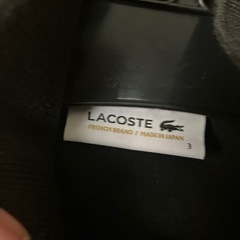 LACOSTE
FRENCH BRAND // MADE IN JAPAN
3